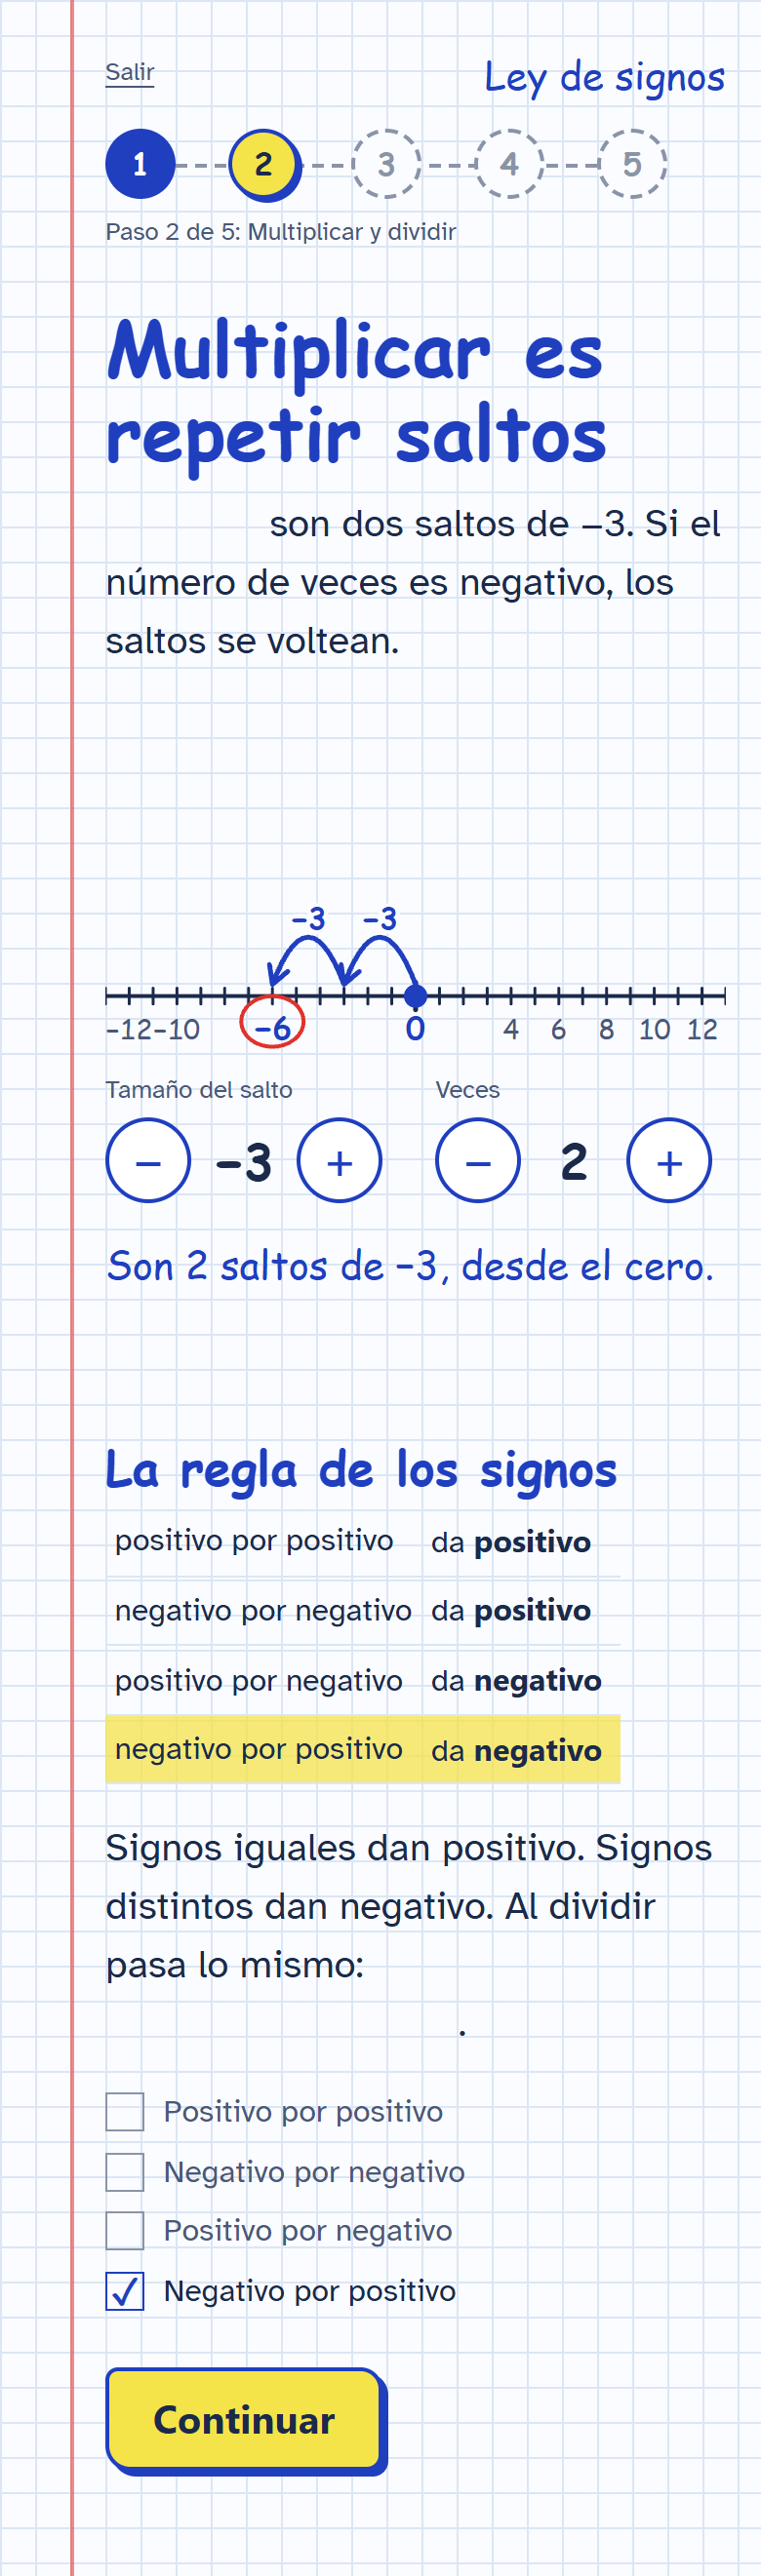 Salir
Ley de signos
1 2 3 4 5
Paso 2 de 5: Multiplicar y dividir
Multiplicar es
repetir saltos
son dos saltos de −3. Si el
número de veces es negativo, los
saltos se voltean.
−3 −3
−12 −10 −6 0 4 6 8 10 12
Tamaño del salto Veces
− −3 + − 2 +
Son 2 saltos de −3, desde el cero.
La regla de los signos
positivo por positivo da positivo
negativo por negativo da positivo
positivo por negativo da negativo
negativo por positivo da negativo
Signos iguales dan positivo. Signos
distintos dan negativo. Al dividir
pasa lo mismo:
.
Positivo por positivo
Negativo por negativo
Positivo por negativo
Negativo por positivo
Continuar